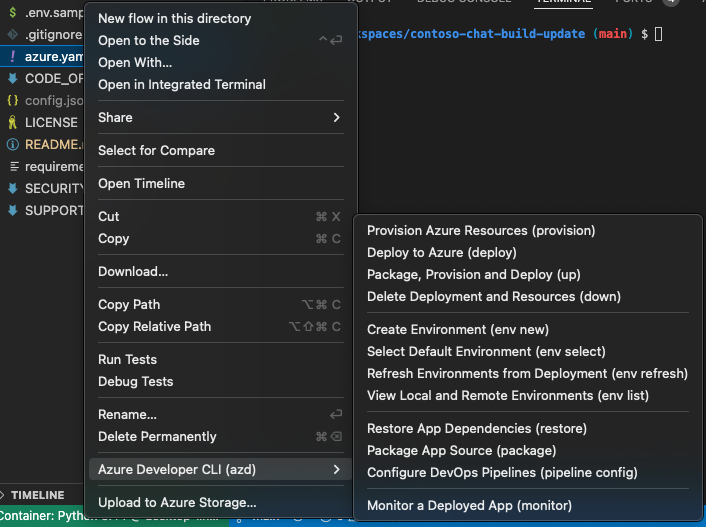 $ .env.samp
.gitignore
! azure.yam
CODE_OF
{} config.jso
LICENSE
README.
requireme
SECURITY
SUPPORT
TIMELINE
Container: Python 3.11
main
New flow in this directory
Open to the Side
Open With...
Open in Integrated Terminal
Share
Select for Compare
Open Timeline
Cut ⌘ X
Copy ⌘ C
Download...
Copy Path ⌥⌘ C
Copy Relative Path ⌥⇧⌘ C
Run Tests
Debug Tests
Rename...
Delete Permanently
Azure Developer CLI (azd)
Upload to Azure Storage...
TERMINAL
4
kspaces/contoso-chat-build-update (main) $
Provision Azure Resources (provision)
Deploy to Azure (deploy)
Package, Provision and Deploy (up)
Delete Deployment and Resources (down)
Create Environment (env new)
Select Default Environment (env select)
Refresh Environments from Deployment (env refresh)
View Local and Remote Environments (env list)
Restore App Dependencies (restore)
Package App Source (package)
Configure DevOps Pipelines (pipeline config)
Monitor a Deployed App (monitor)